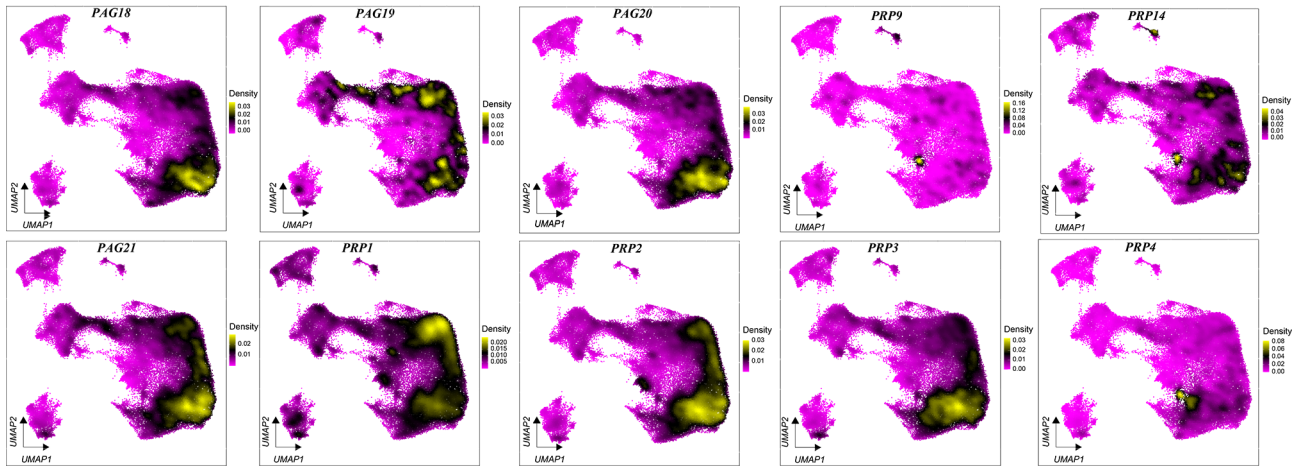 PAG18
Density
0.03
0.02
0.01
0.00
UMAP2
UMAP1
PAG19
Density
0.03
0.02
0.01
0.00
UMAP2
UMAP1
PAG20
Density
0.03
0.02
0.01
UMAP2
UMAP1
PRP9
Density
0.16
0.12
0.08
0.04
0.00
UMAP2
UMAP1
PRP14
Density
0.04
0.03
0.02
0.01
0.00
UMAP2
UMAP1
PAG21
Density
0.02
0.01
UMAP2
UMAP1
PRP1
Density
0.020
0.015
0.010
0.005
UMAP2
UMAP1
PRP2
Density
0.03
0.02
0.01
UMAP2
UMAP1
PRP3
Density
0.03
0.02
0.01
0.00
UMAP2
UMAP1
PRP4
Density
0.08
0.06
0.04
0.02
0.00
UMAP2
UMAP1